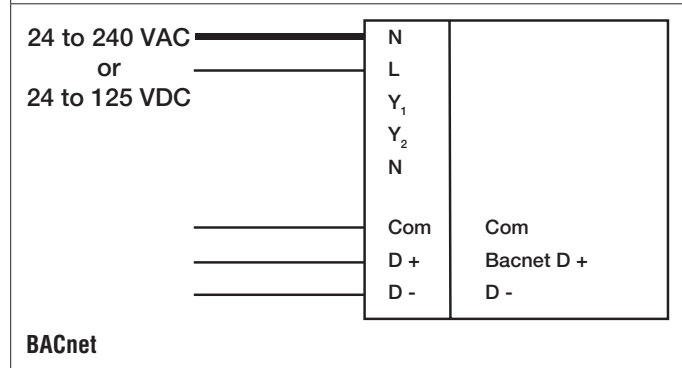 24 to 240 VAC
or
24 to 125 VDC
N
L
Y1
Y2
N
Com Com
D + Bacnet D +
D - D -
BACnet